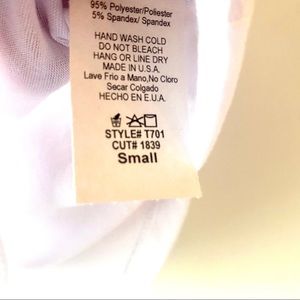 95% Polyester/Poliester
5% Spandex/ Spandex
HAND WASH COLD
DO NOT BLEACH
HANG OR LINE DRY
MADE IN U.S.A.
Lave Frio a Mano,No Cloro
Secar Colgado
HECHO EN E.U.A.
STYLE# T701
CUT# 1839
Small